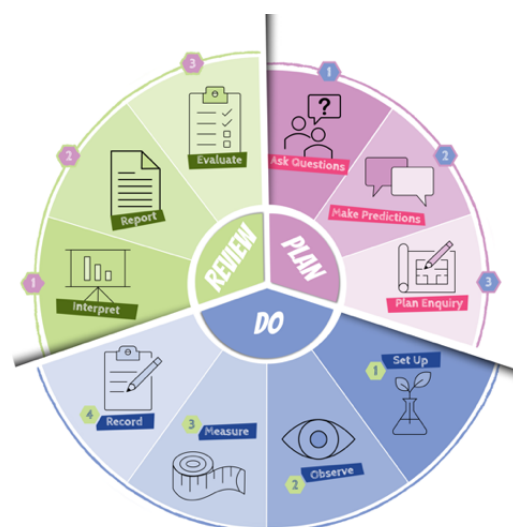 PLAN
1
Ask Questions
?
2
Make Predictions
3
Plan Enquiry
DO
1
Set Up
2
Observe
3
Measure
4
Record
REVIEW
1
Interpret
2
Report
3
Evaluate